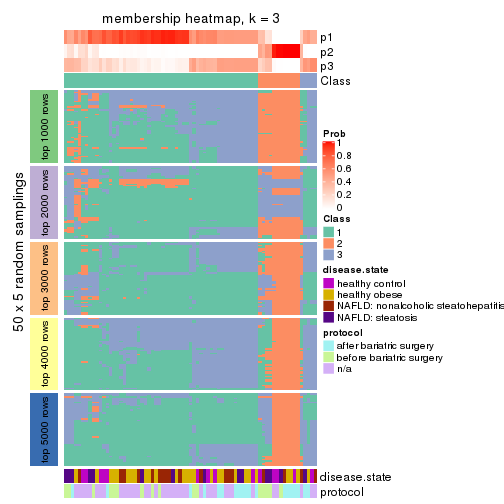 membership heatmap, k = 3
p1
p2
p3
Class
50 x 5 random samplings
top 1000 rows
top 2000 rows
top 3000 rows
top 4000 rows
top 5000 rows
Prob
1
0.8
0.6
0.4
0.2
0
Class
1
2
3
disease.state
healthy control
healthy obese
NAFLD: nonalcoholic steatohepatitis
NAFLD: steatosis
protocol
after bariatric surgery
before bariatric surgery
n/a
disease.state
protocol